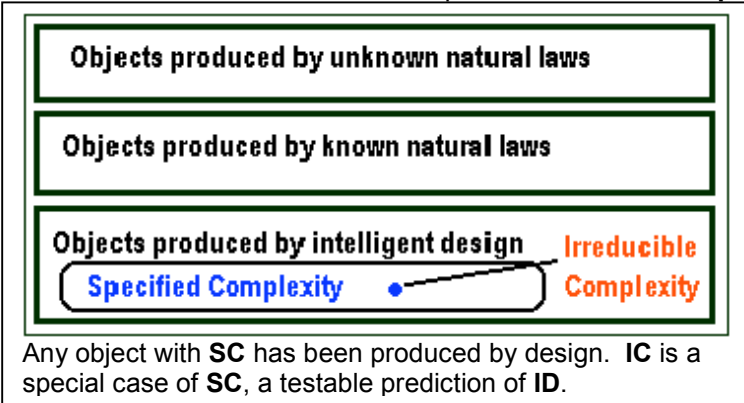 Objects produced by unknown natural laws
Objects produced by known natural laws
Objects produced by intelligent design
Irreducible
Specified Complexity
Complexity
Any object with SC has been produced by design. IC is a
special case of SC, a testable prediction of ID.